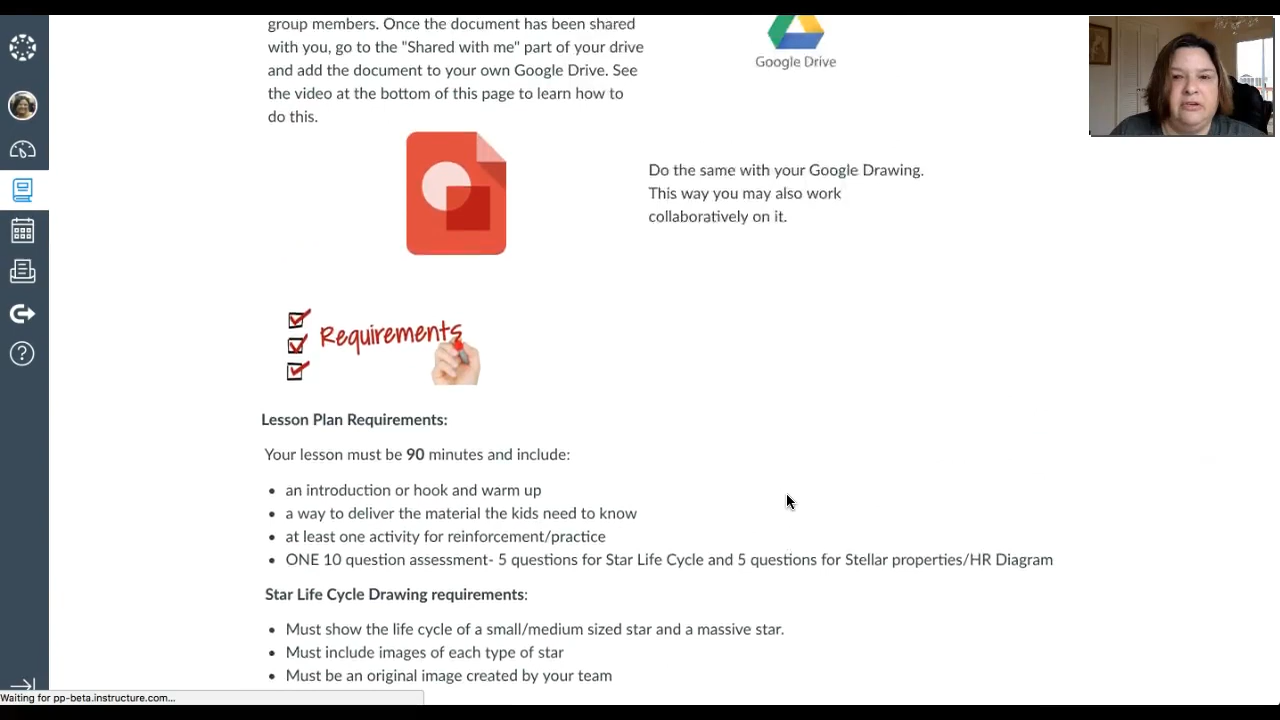 group members. Once the document has been shared
with you, go to the "Shared with me" part of your drive
and add the document to your own Google Drive. See
the video at the bottom of this page to learn how to
do this.
Google Drive
Do the same with your Google Drawing.
This way you may also work
collaboratively on it.
Requirements
Lesson Plan Requirements:
Your lesson must be 90 minutes and include:
• an introduction or hook and warm up
• a way to deliver the material the kids need to know
• at least one activity for reinforcement/practice
• ONE 10 question assessment- 5 questions for Star Life Cycle and 5 questions for Stellar properties/HR Diagram
Star Life Cycle Drawing requirements:
• Must show the life cycle of a small/medium sized star and a massive star.
• Must include images of each type of star
• Must be an original image created by your team
Waiting for pp-beta.instructure.com...